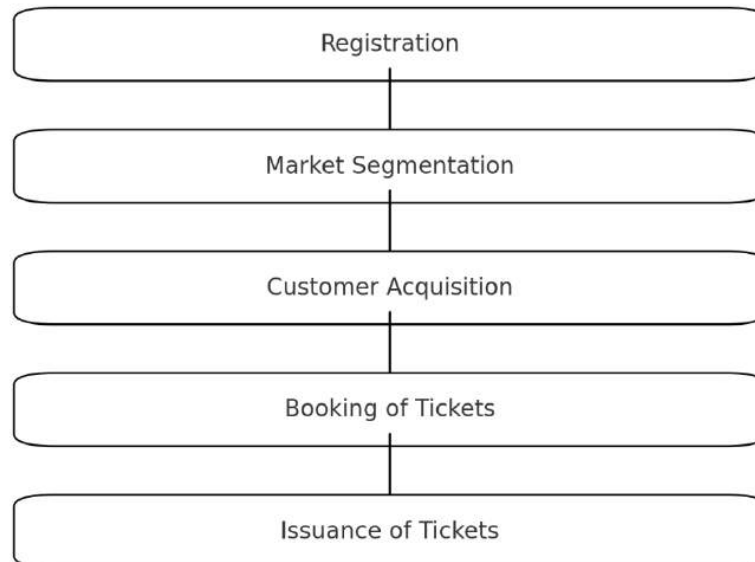 Registration
Market Segmentation
Customer Acquisition
Booking of Tickets
Issuance of Tickets